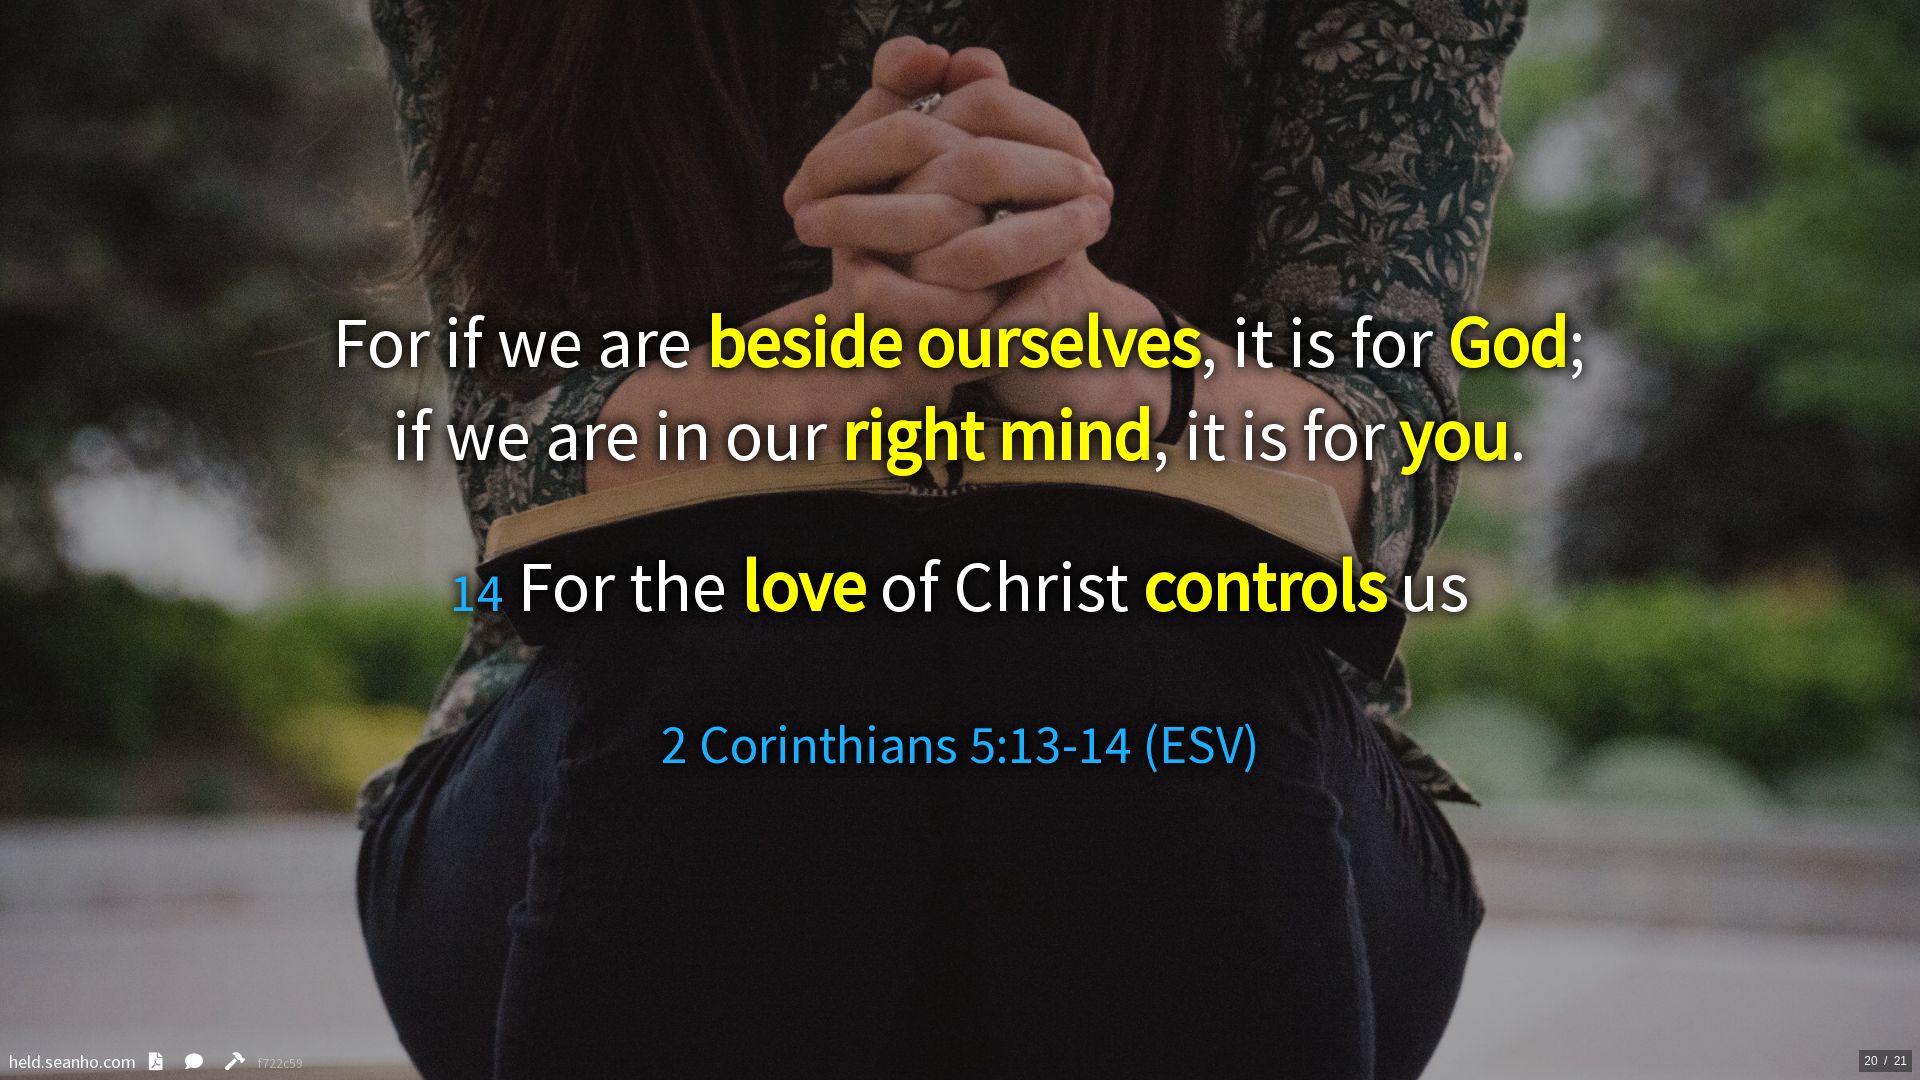 For if we are beside ourselves, it is for God;
if we are in our right mind, it is for you.
14 For the love of Christ controls us
2 Corinthians 5:13-14 (ESV)
held.seanho.com f722c59
20 / 21